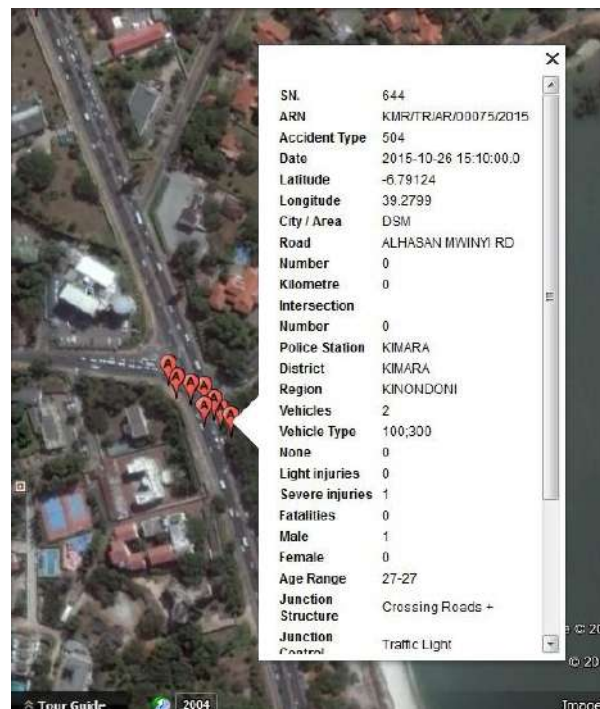 SN. 644
ARN KMR/TR/AR/00075/2015
Accident Type 504
Date 2015-10-26 15:10:00.0
Latitude -6.79124
Longitude 39.2799
City / Area DSM
Road ALHASAN MWINYI RD
Number 0
Kilometre 0
Intersection
Number 0
Police Station KIMARA
District KIMARA
Region KINONDONI
Vehicles 2
Vehicle Type 100;300
None 0
Light injuries 0
Severe injuries 1
Fatalities 0
Male 1
Female 0
Age Range 27-27
Junction
Structure Crossing Roads +
Junction
Control Traffic Light
A A A A A A
© 20
© 20
Tour Guide 2004
Image